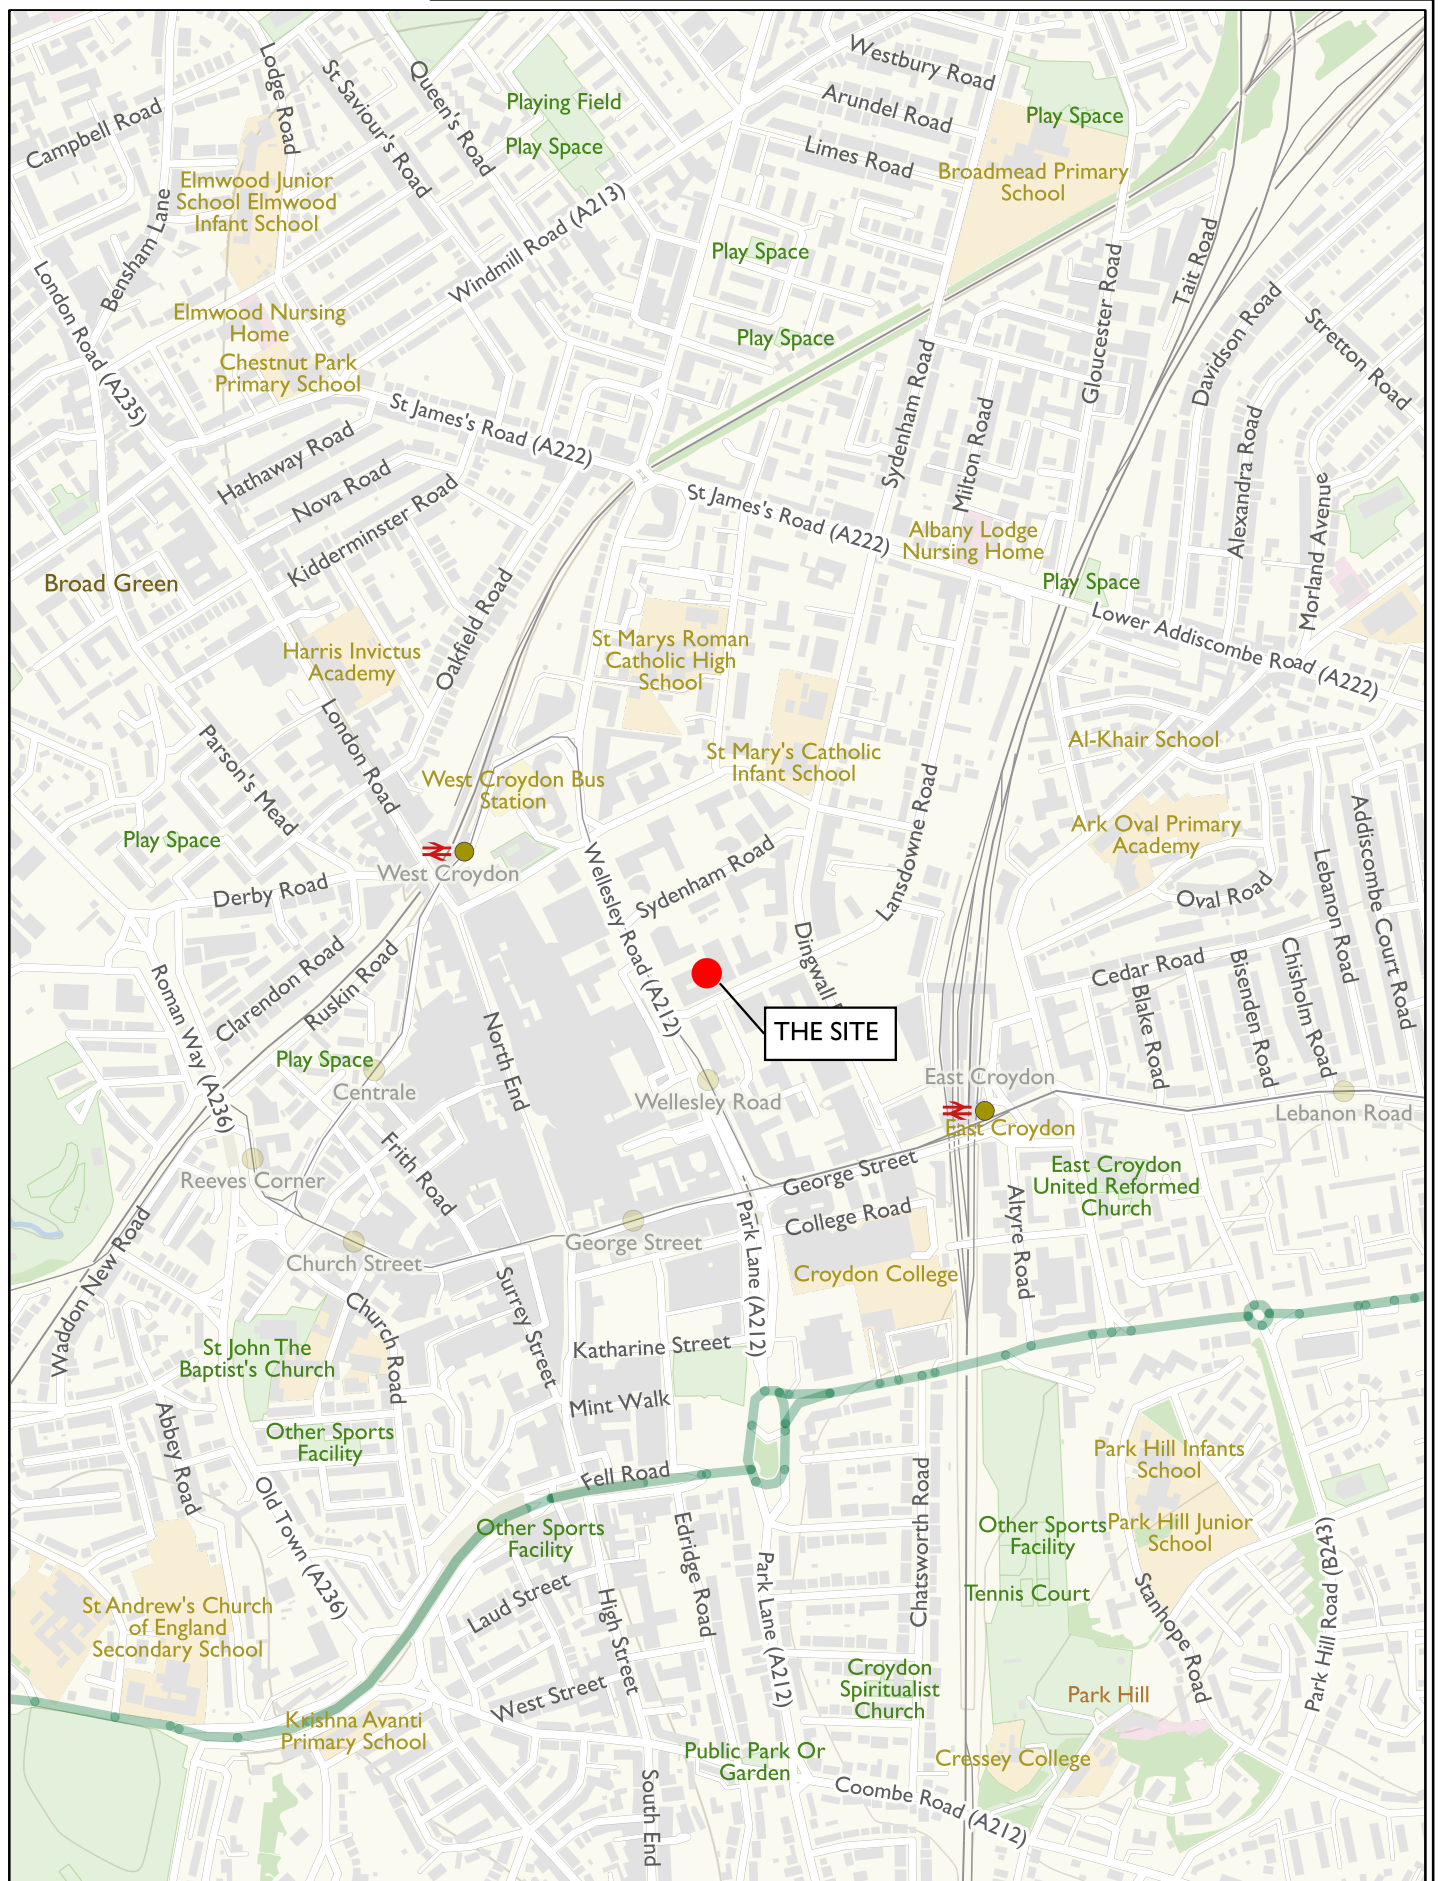 Westbury Road
Lodge Road
St Saviour's Road
Queen's Road
Playing Field
Arundel Road
Play Space
Campbell Road
Play Space
Limes Road
Broadmead Primary
School
Elmwood Junior
School Elmwood
Infant School
Bensham Lane
Windmill Road (A213)
Play Space
Tait Road
Gloucester Road
London Road (A235)
Elmwood Nursing
Home
Play Space
Davidson Road
Stretton Road
Chestnut Park
Primary School
Sydenham Road
St James's Road (A222)
Milton Road
Alexandra Road
Hathaway Road
Nova Road
Kidderminster Road
St James's Road (A222)
Albany Lodge
Nursing Home
Morland Avenue
Broad Green
Play Space
Oakfield Road
Lower Addiscombe Road (A222)
Harris Invictus
Academy
St Marys Roman
Catholic High
School
London Road
Parson's Mead
Al-Khair School
West Croydon Bus
Station
St Mary's Catholic
Infant School
Lansdowne Road
Play Space
Ark Oval Primary
Academy
Addiscombe Court Road
Lebanon Road
West Croydon
Derby Road
Wellesley Road (A212)
Sydenham Road
Oval Road
Clarendon Road
Ruskin Road
Dingwall
Cedar Road
Bisenden Road
Chisholm Road
Blake Road
Roman Way (A236)
North End
THE SITE
Play Space
Centrale
Wellesley Road
East Croydon
East Croydon
Lebanon Road
Frith Road
Reeves Corner
George Street
East Croydon
United Reformed
Church
Waddon New Road
Church Street
George Street
College Road
Altyre Road
Park Lane (A212)
Croydon College
Surrey Street
Church Road
St John The
Baptist's Church
Katharine Street
Mint Walk
Abbey Road
Other Sports
Facility
Fell Road
Park Hill Infants
School
Old Town (A236)
Chatsworth Road
Other Sports
Facility
Edridge Road
Other Sports
Facility
Park Hill Junior
School
Park Hill Road (B243)
Laud Street
High Street
Park Lane (A212)
Tennis Court
Stanhope Road
St Andrew's Church
of England
Secondary School
West Street
Croydon
Spiritualist
Church
Park Hill
Krishna Avanti
Primary School
Public Park Or
Garden
Cressey College
South End
Coombe Road (A212)